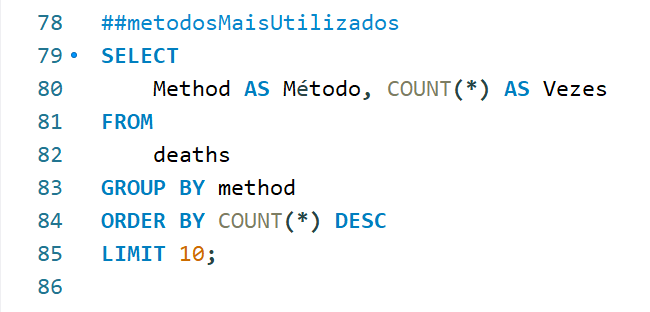 78 ##metodosMaisUtilizados
79 SELECT
80 Method AS Método, COUNT(*) AS Vezes
81 FROM
82 deaths
83 GROUP BY method
84 ORDER BY COUNT(*) DESC
85 LIMIT 10;
86